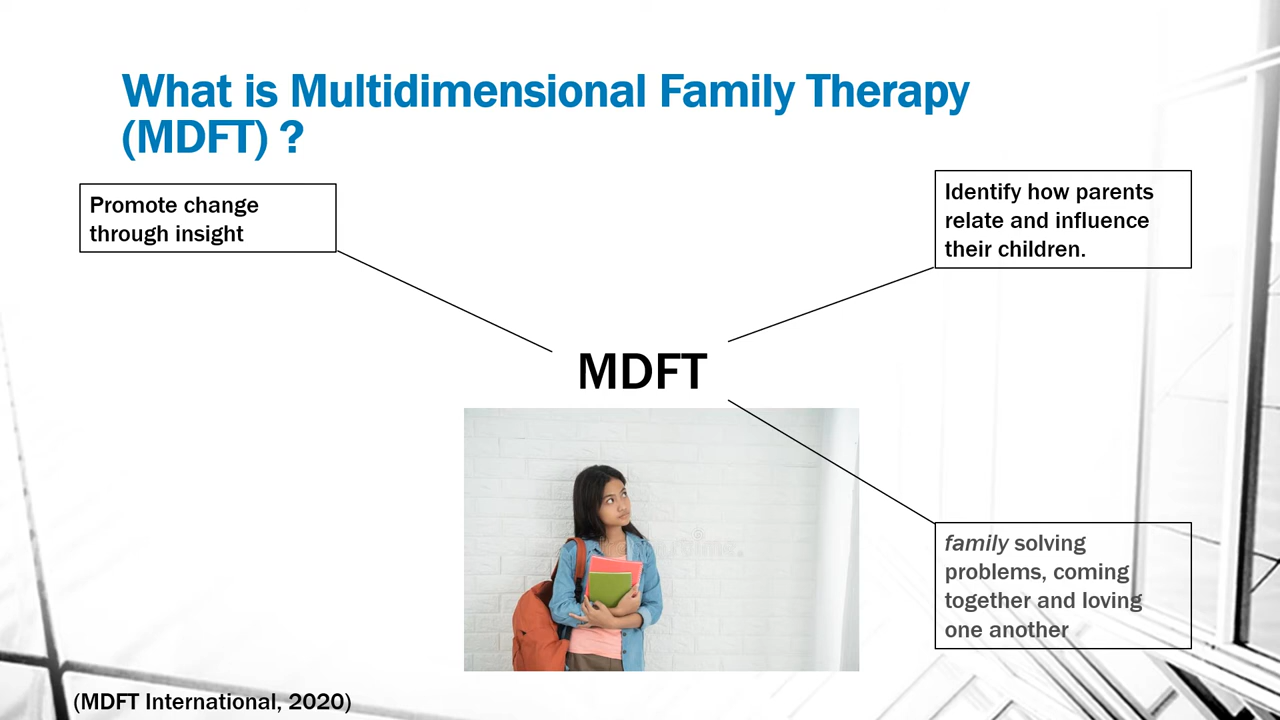 What is Multidimensional Family Therapy
(MDFT) ?
Promote change
through insight
Identify how parents
relate and influence
their children.
MDFT
family solving
problems, coming
together and loving
one another
(MDFT International, 2020)